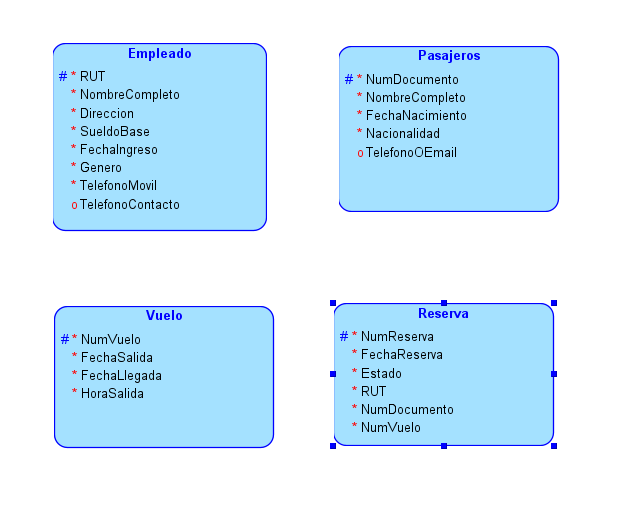 Empleado
# * RUT
* NombreCompleto
* Direccion
* SueldoBase
* FechaIngreso
* Genero
* TelefonoMovil
o TelefonoContacto
Pasajeros
# * NumDocumento
* NombreCompleto
* FechaNacimiento
* Nacionalidad
o TelefonoOEmail
Vuelo
# * NumVuelo
* FechaSalida
* FechaLlegada
* HoraSalida
Reserva
# * NumReserva
* FechaReserva
* Estado
* RUT
* NumDocumento
* NumVuelo